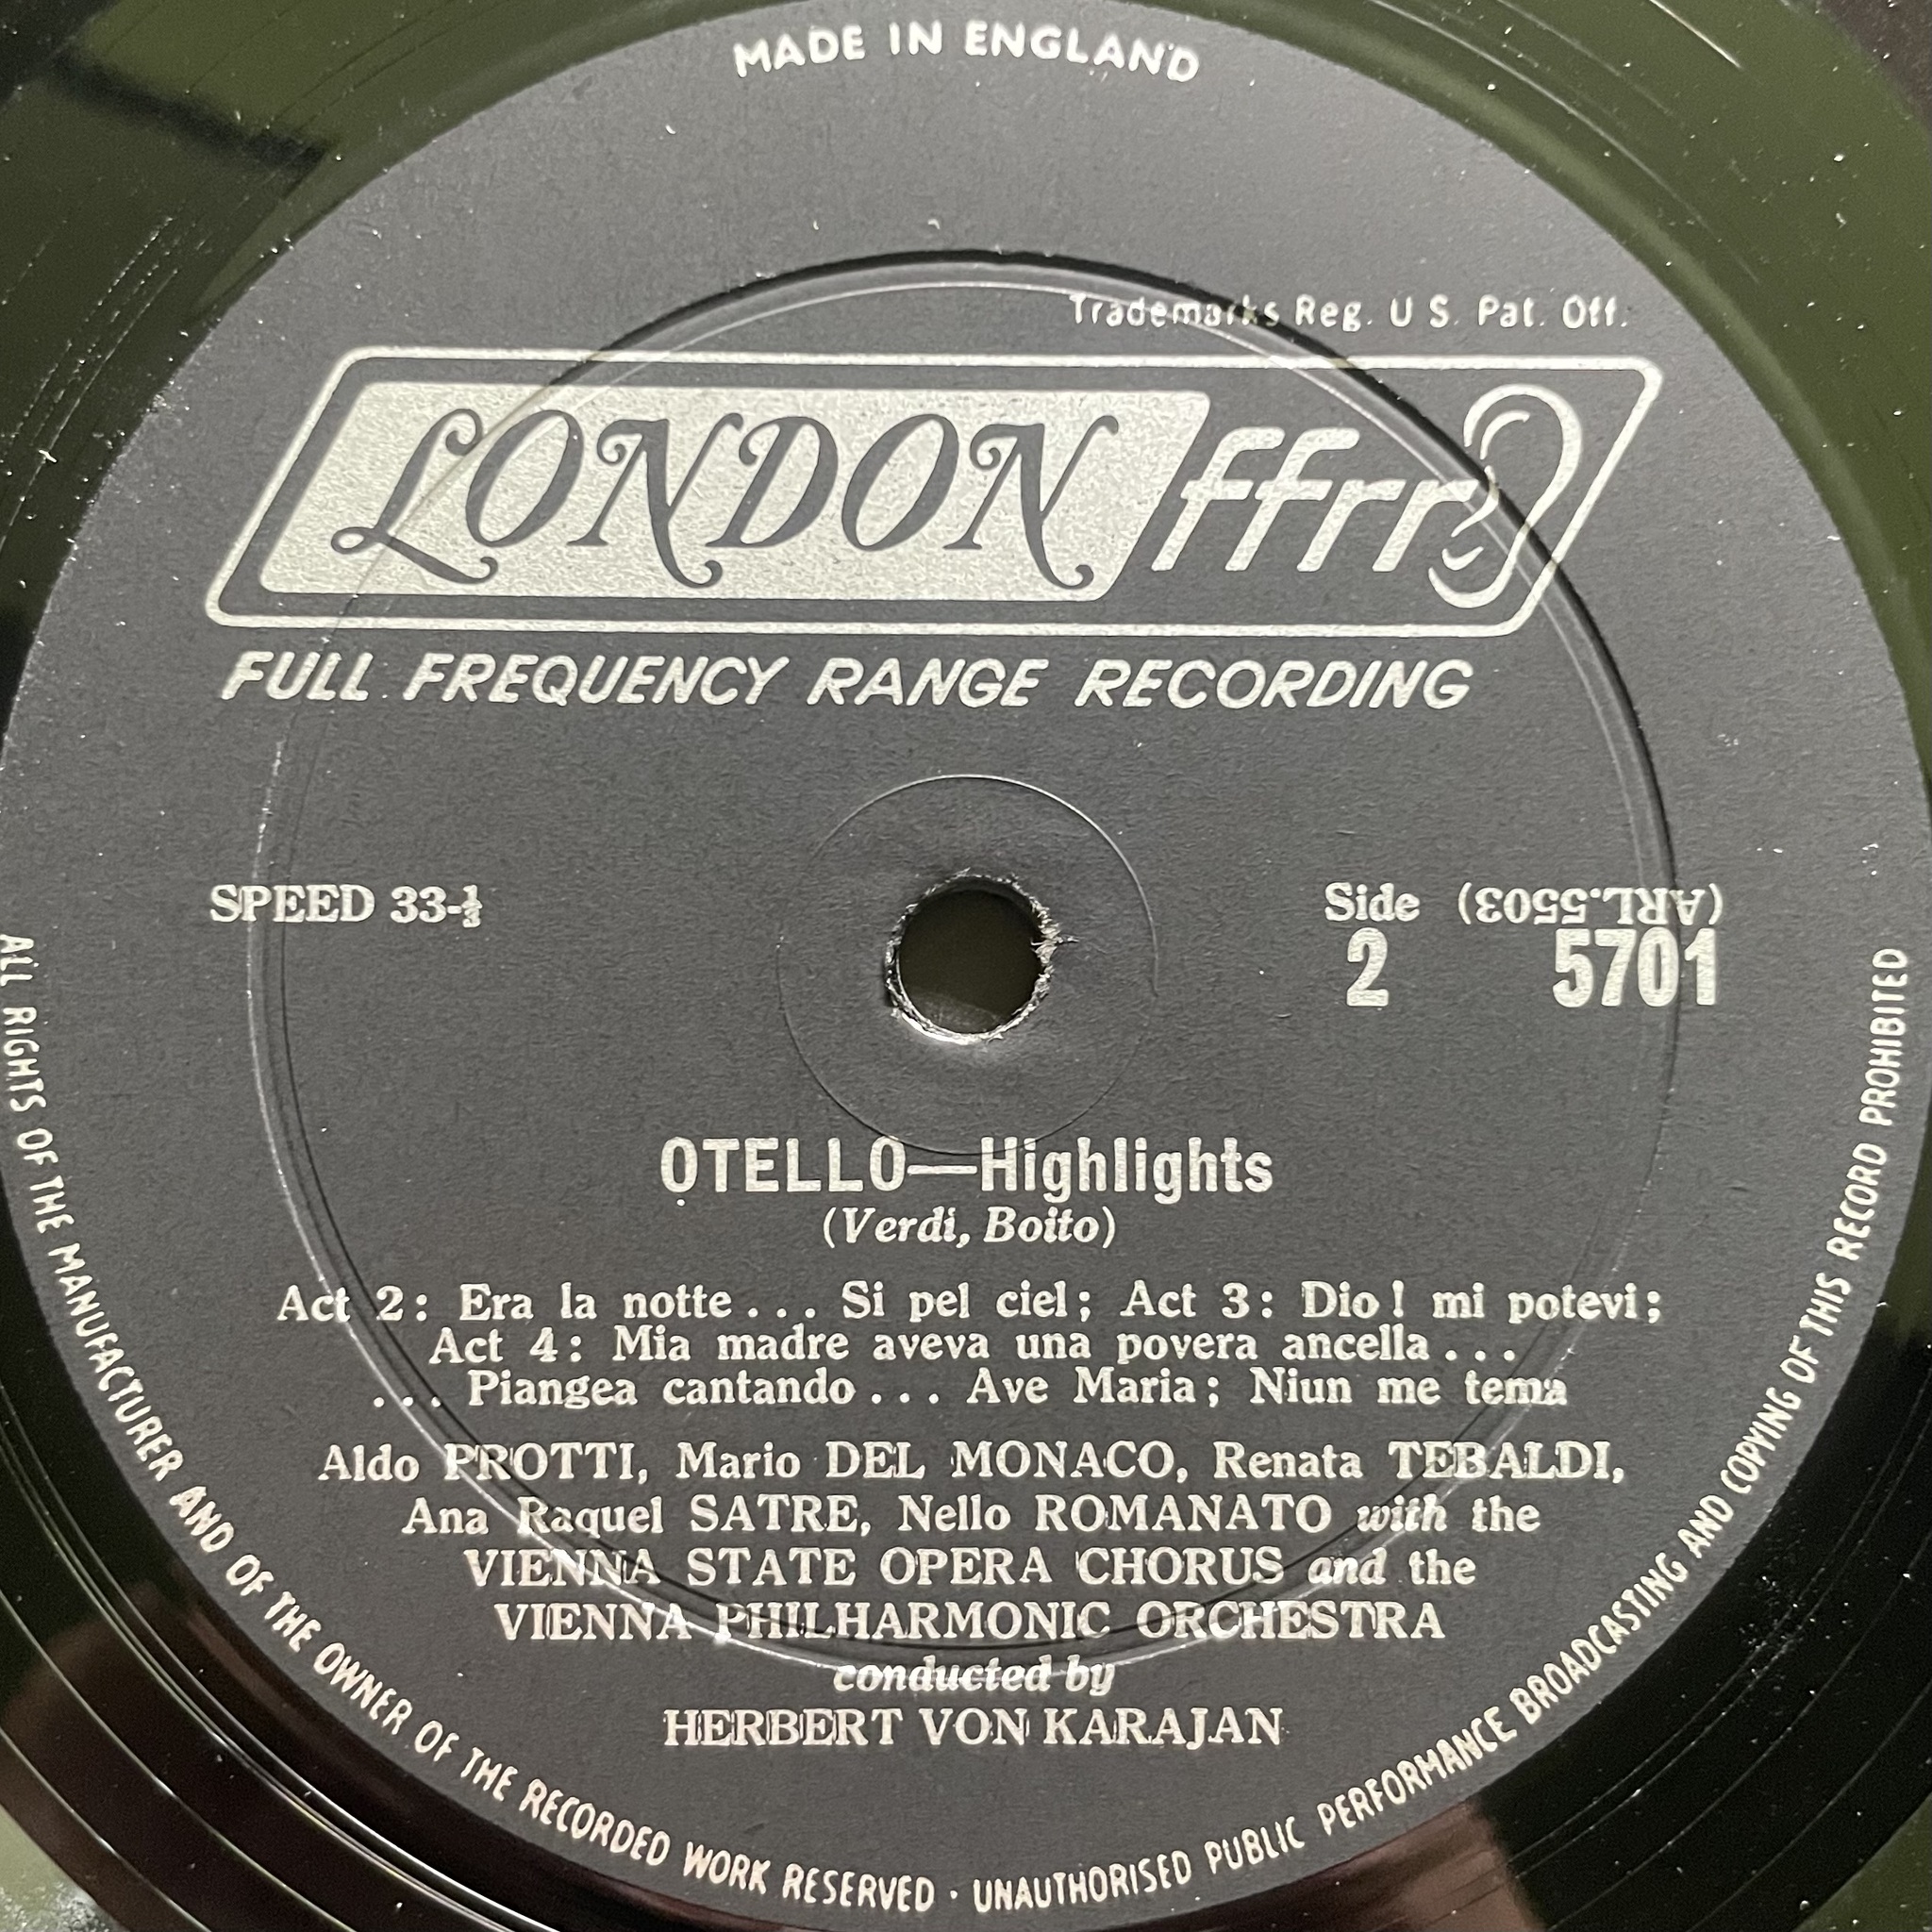 MADE IN ENGLAND
Trademarks Reg. U S. Pat. Off.
LONDON ffrr
FULL FREQUENCY RANGE RECORDING
SPEED 33-⅓
Side (ARL.5503)
2 5701
OTELLO—Highlights
(Verdi, Boito)
Act 2: Era la notte... Si pel ciel; Act 3: Dio! mi potevi;
Act 4: Mia madre aveva una povera ancella...
... Piangea cantando... Ave Maria; Niun me tema
Aldo PROTTI, Mario DEL MONACO, Renata TEBALDI,
Ana Raquel SATRE, Nello ROMANATO with the
VIENNA STATE OPERA CHORUS and the
VIENNA PHILHARMONIC ORCHESTRA
conducted by
HERBERT VON KARAJAN
ALL RIGHTS OF THE MANUFACTURER AND OF THE OWNER OF THE RECORDED WORK RESERVED · UNAUTHORISED PUBLIC PERFORMANCE BROADCASTING AND COPYING OF THIS RECORD PROHIBITED